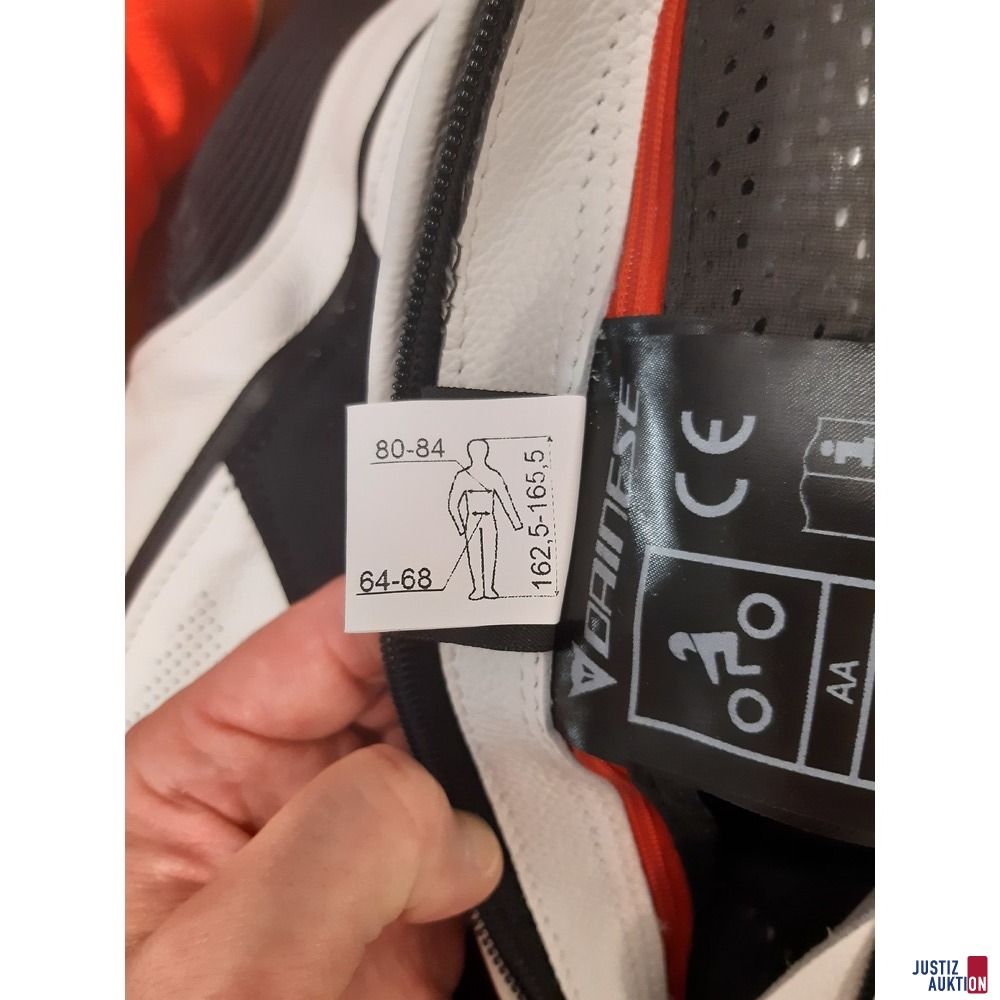 80-84
162,5-165,5
64-68
DAINESE
CE
i
AA
JUSTIZ
AUKTION